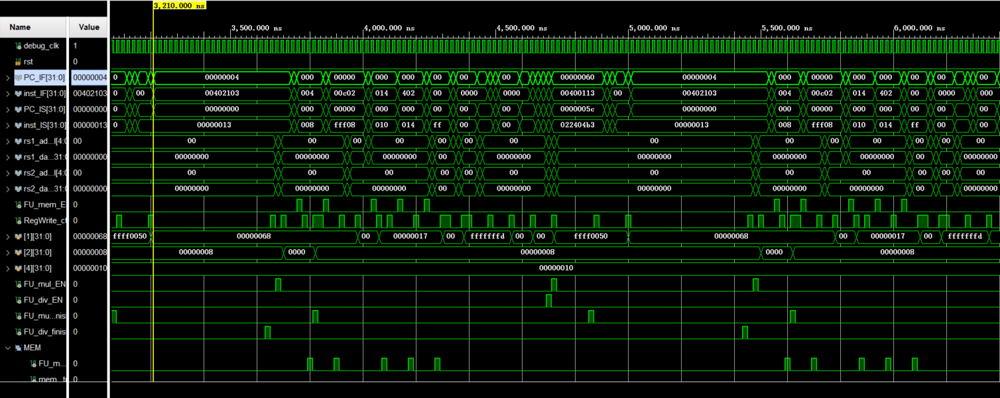 3,210.000 ns
Name Value
3,500.000 ns 4,000.000 ns 4,500.000 ns 5,000.000 ns 5,500.000 ns 6,000.000 ns
debug_clk 1
rst 0
PC_IF[31:0] 00000004 0 00000004 000 00000 000 000 00 00 00000060 00000004 000 00000 000 000 00 00 00
inst_IF[31:0] 00402103 0 00 00402103 004 00c02 014 402 00 0000 0000 00400113 00 00402103 004 00c02 014 402 00 0000 000
PC_IS[31:0] 00000000 0 00000000 000 00000 000 000 00 00 0000005c 00000000 000 00000 000 000 00 00 00
inst_IS[31:0] 00000013 0 00000013 008 fff08 010 014 ff 00 00 022404b3 00000013 008 fff08 010 014 ff 00 00
rs1_ad...l[4:0 00 00 00 00 00 00 00 00 00 00 00 00 00 00 00
rs1_da...31:0] 00000000 00000000 00000000 00000000 00 00000000 00000000 00000000 00000000 00 00000000
rs2_ad...l[4:0 00 00 00 00 00 00 00 00 00 00 00 00 00
rs2_da...31:0] 00000000 00000000 00000000 00000000 00 00000000 00000000 00000000 00000000 00 00000000
FU_mem_E 0
RegWrite_ct 0
[1][31:0] 00000068 ffff0050 00000068 00 00000017 00 fffffffd 00 00 ffff0050 00000068 00 00000017 00 fffffffd
[2][31:0] 00000008 00000008 0000 00000008 0000 00000008
[4][31:0] 00000010 00000010
FU_mul_EN 0
FU_div_EN 0
FU_mu...nis 0
FU_div_finis 0
MEM
FU_m... 0
mem_t 0